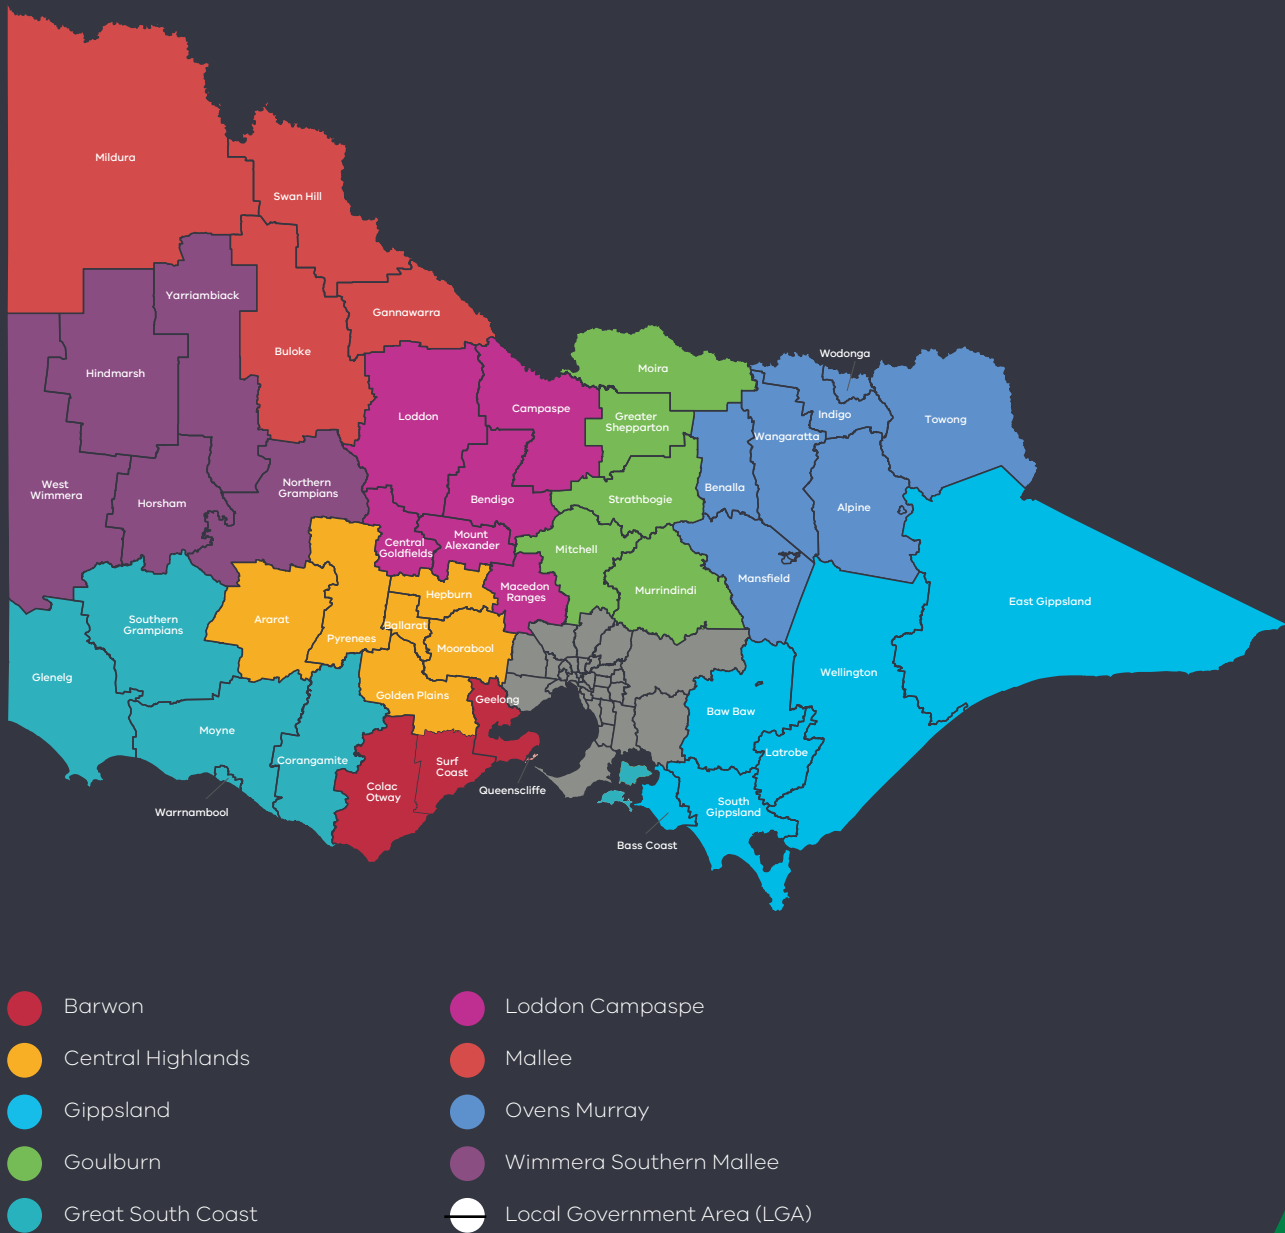 Mildura
Swan Hill
Yarriambiack
Gannawarra
Buloke
Hindmarsh
Wodonga
Moira
Loddon
Campaspe
Greater
Shepparton
Indigo
Towong
Wangaratta
West
Wimmera
Horsham
Northern
Grampians
Bendigo
Strathbogie
Benalla
Alpine
Central
Goldfields
Mount
Alexander
Mitchell
Mansfield
Macedon
Ranges
Murrindindi
Hepburn
East Gippsland
Southern
Grampians
Ararat
Pyrenees
Ballarat
Moorabool
Glenelg
Wellington
Golden Plains
Geelong
Baw Baw
Moyne
Latrobe
Corangamite
Surf
Coast
Colac
Otway
Queenscliffe
South
Gippsland
Warrnambool
Bass Coast
Barwon
Central Highlands
Gippsland
Goulburn
Great South Coast
Loddon Campaspe
Mallee
Ovens Murray
Wimmera Southern Mallee
Local Government Area (LGA)